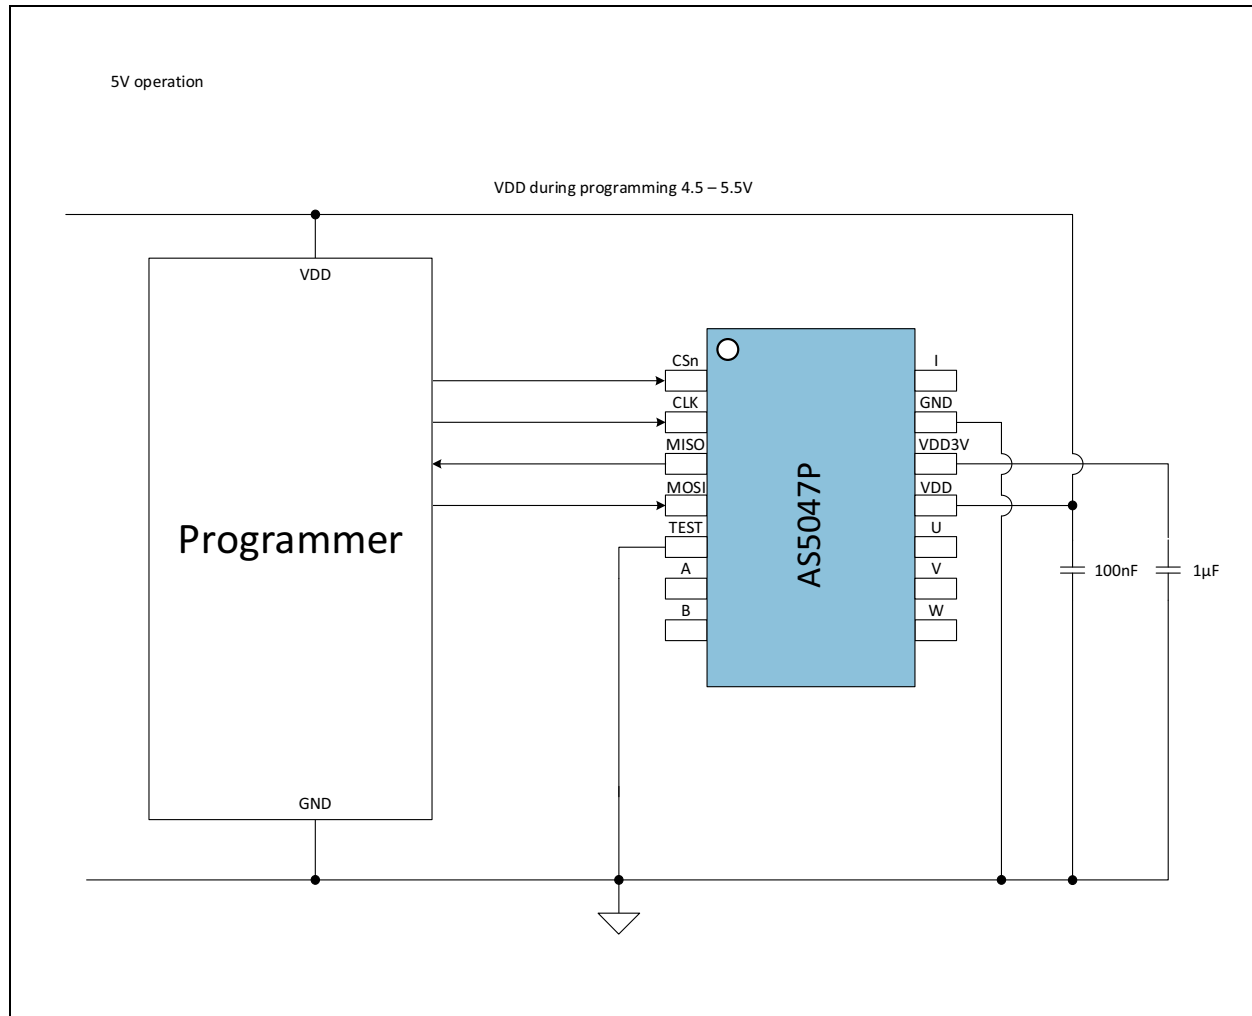 5V operation
VDD during programming 4.5 – 5.5V
VDD
Programmer
GND
CSn
CLK
MISO
MOSI
TEST
A
B
AS5047P
I
GND
VDD3V
VDD
U
V
W
100nF
1µF